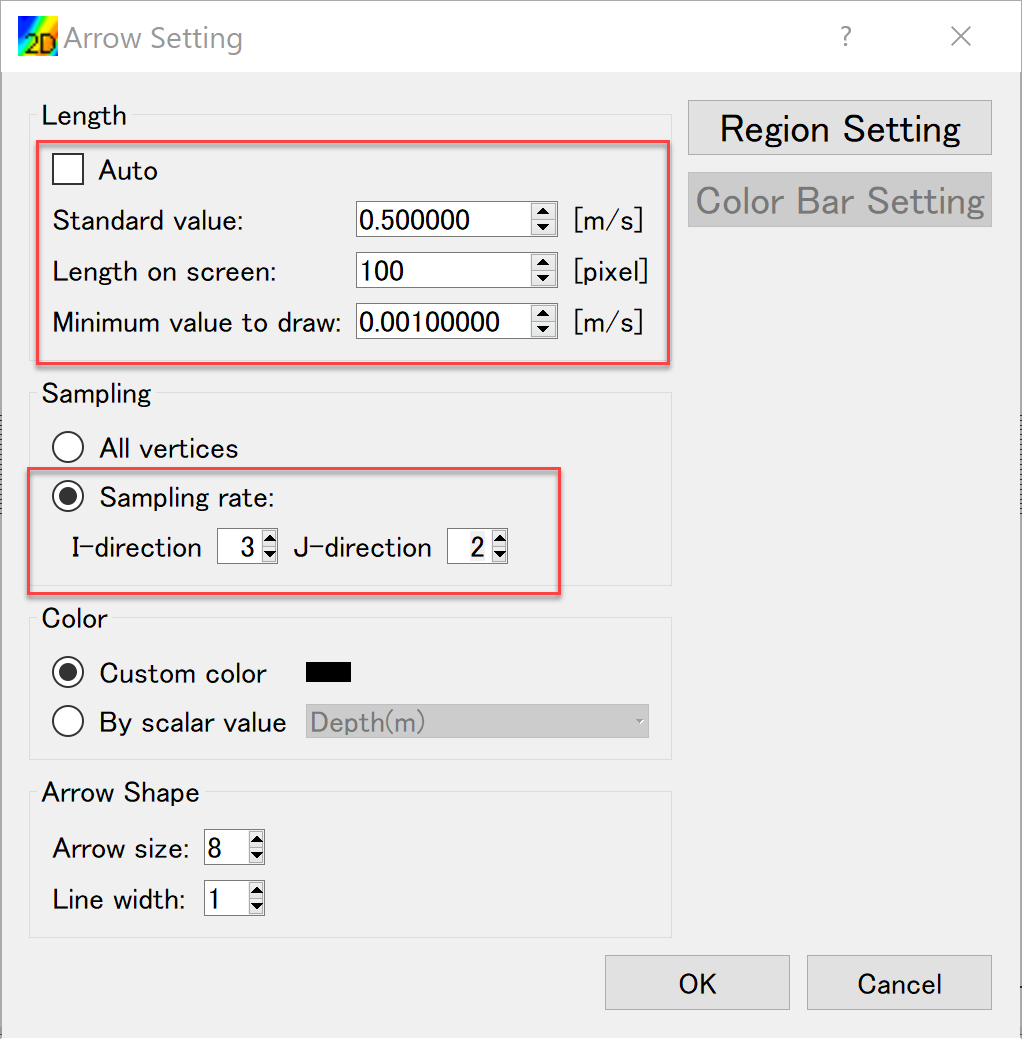 2D Arrow Setting ?
Length
Region Setting
Auto
Color Bar Setting
Standard value: 0.500000 [m/s]
Length on screen: 100 [pixel]
Minimum value to draw: 0.00100000 [m/s]
Sampling
All vertices
Sampling rate:
I-direction 3 J-direction 2
Color
Custom color
By scalar value Depth(m)
Arrow Shape
Arrow size: 8
Line width: 1
OK Cancel